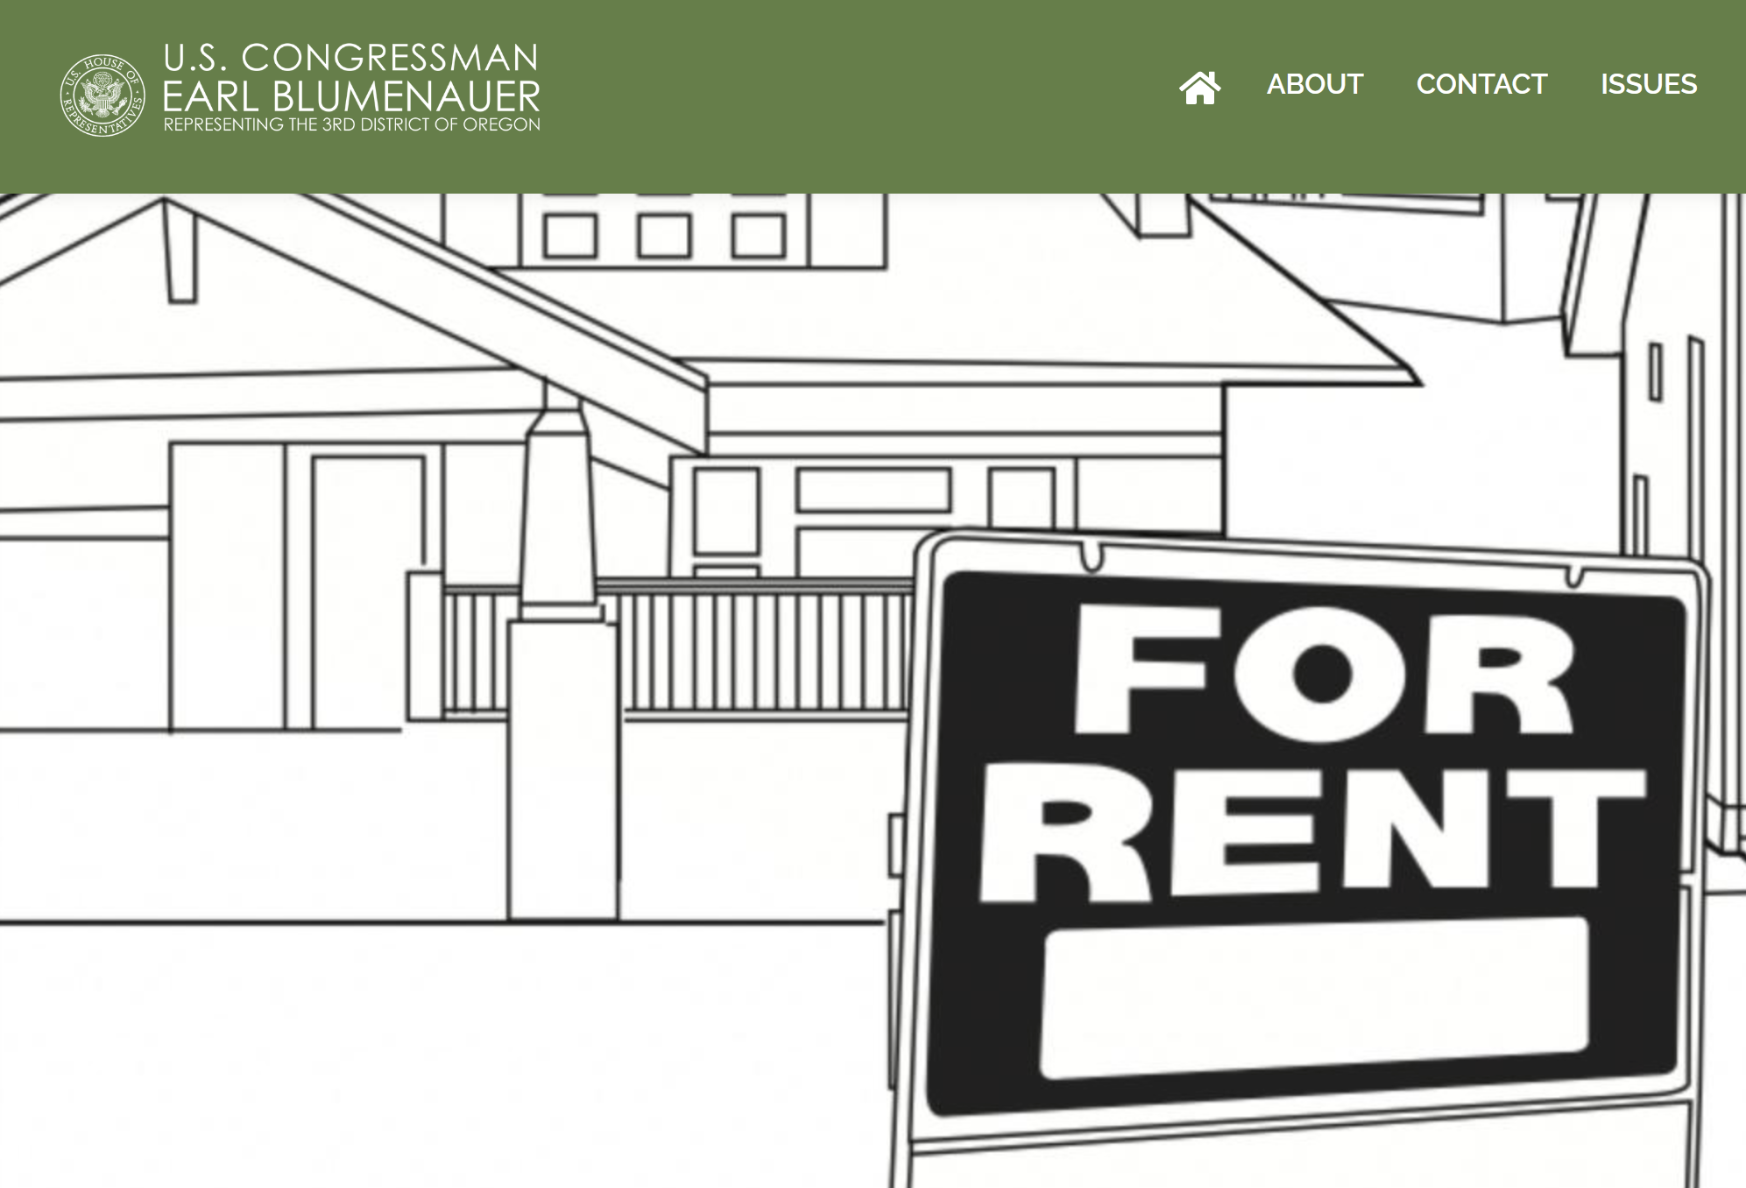 U.S. HOUSE OF REPRESENTATIVES
U.S. CONGRESSMAN
EARL BLUMENAUER
REPRESENTING THE 3RD DISTRICT OF OREGON
ABOUT CONTACT ISSUES
FOR
RENT